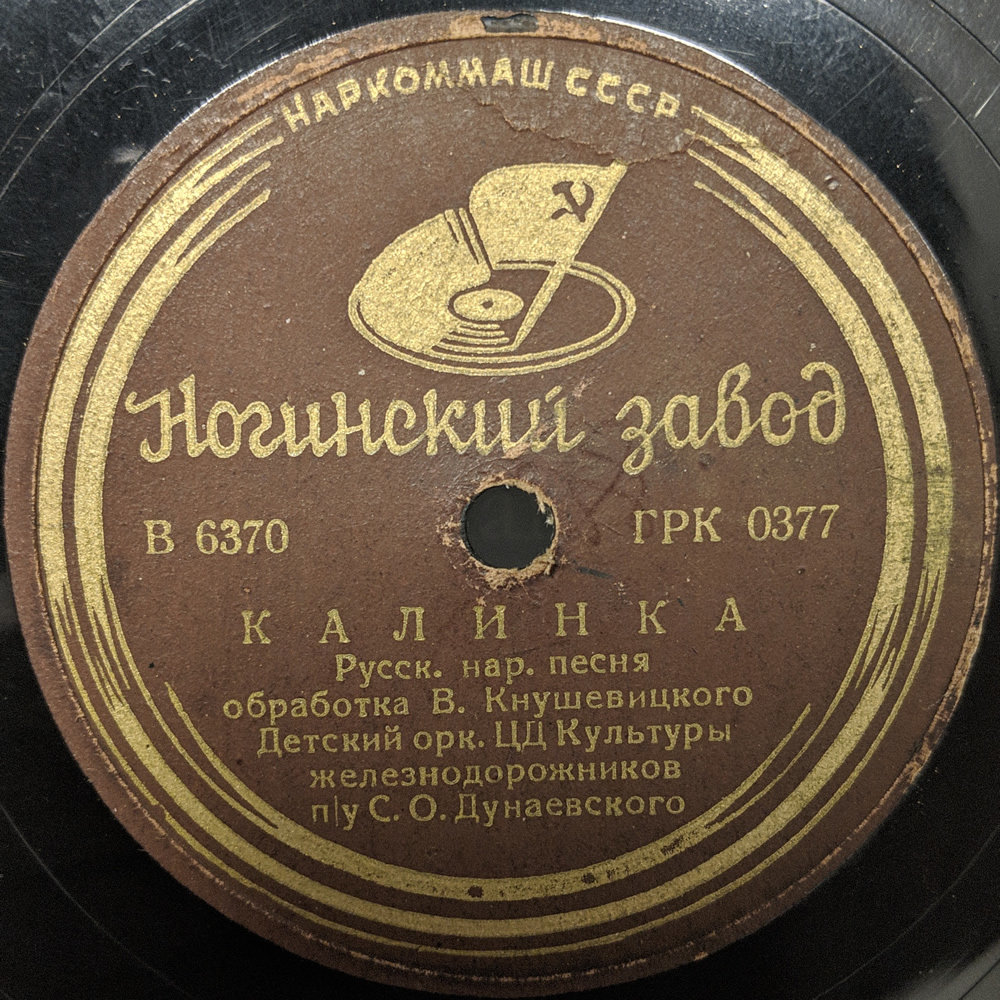 НАРКОММАШ СССР
Ногинский завод
В 6370 ГРК 0377
КАЛИНКА
Русск. нар. песня
обработка В. Кнушевицкого
Детский орк. ЦД Культуры
железнодорожников
п/у С. О. Дунаевского